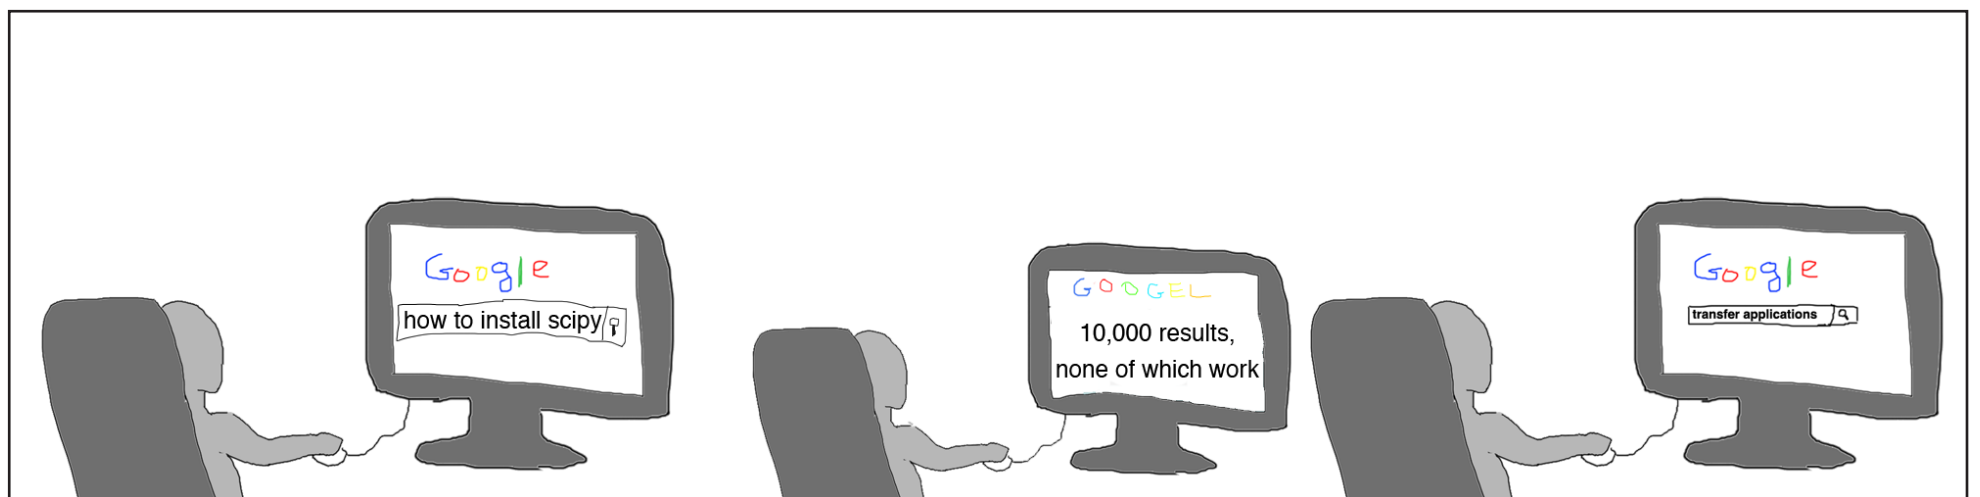 Google
how to install scipy
GOOGEL
10,000 results,
none of which work
Google
transfer applications